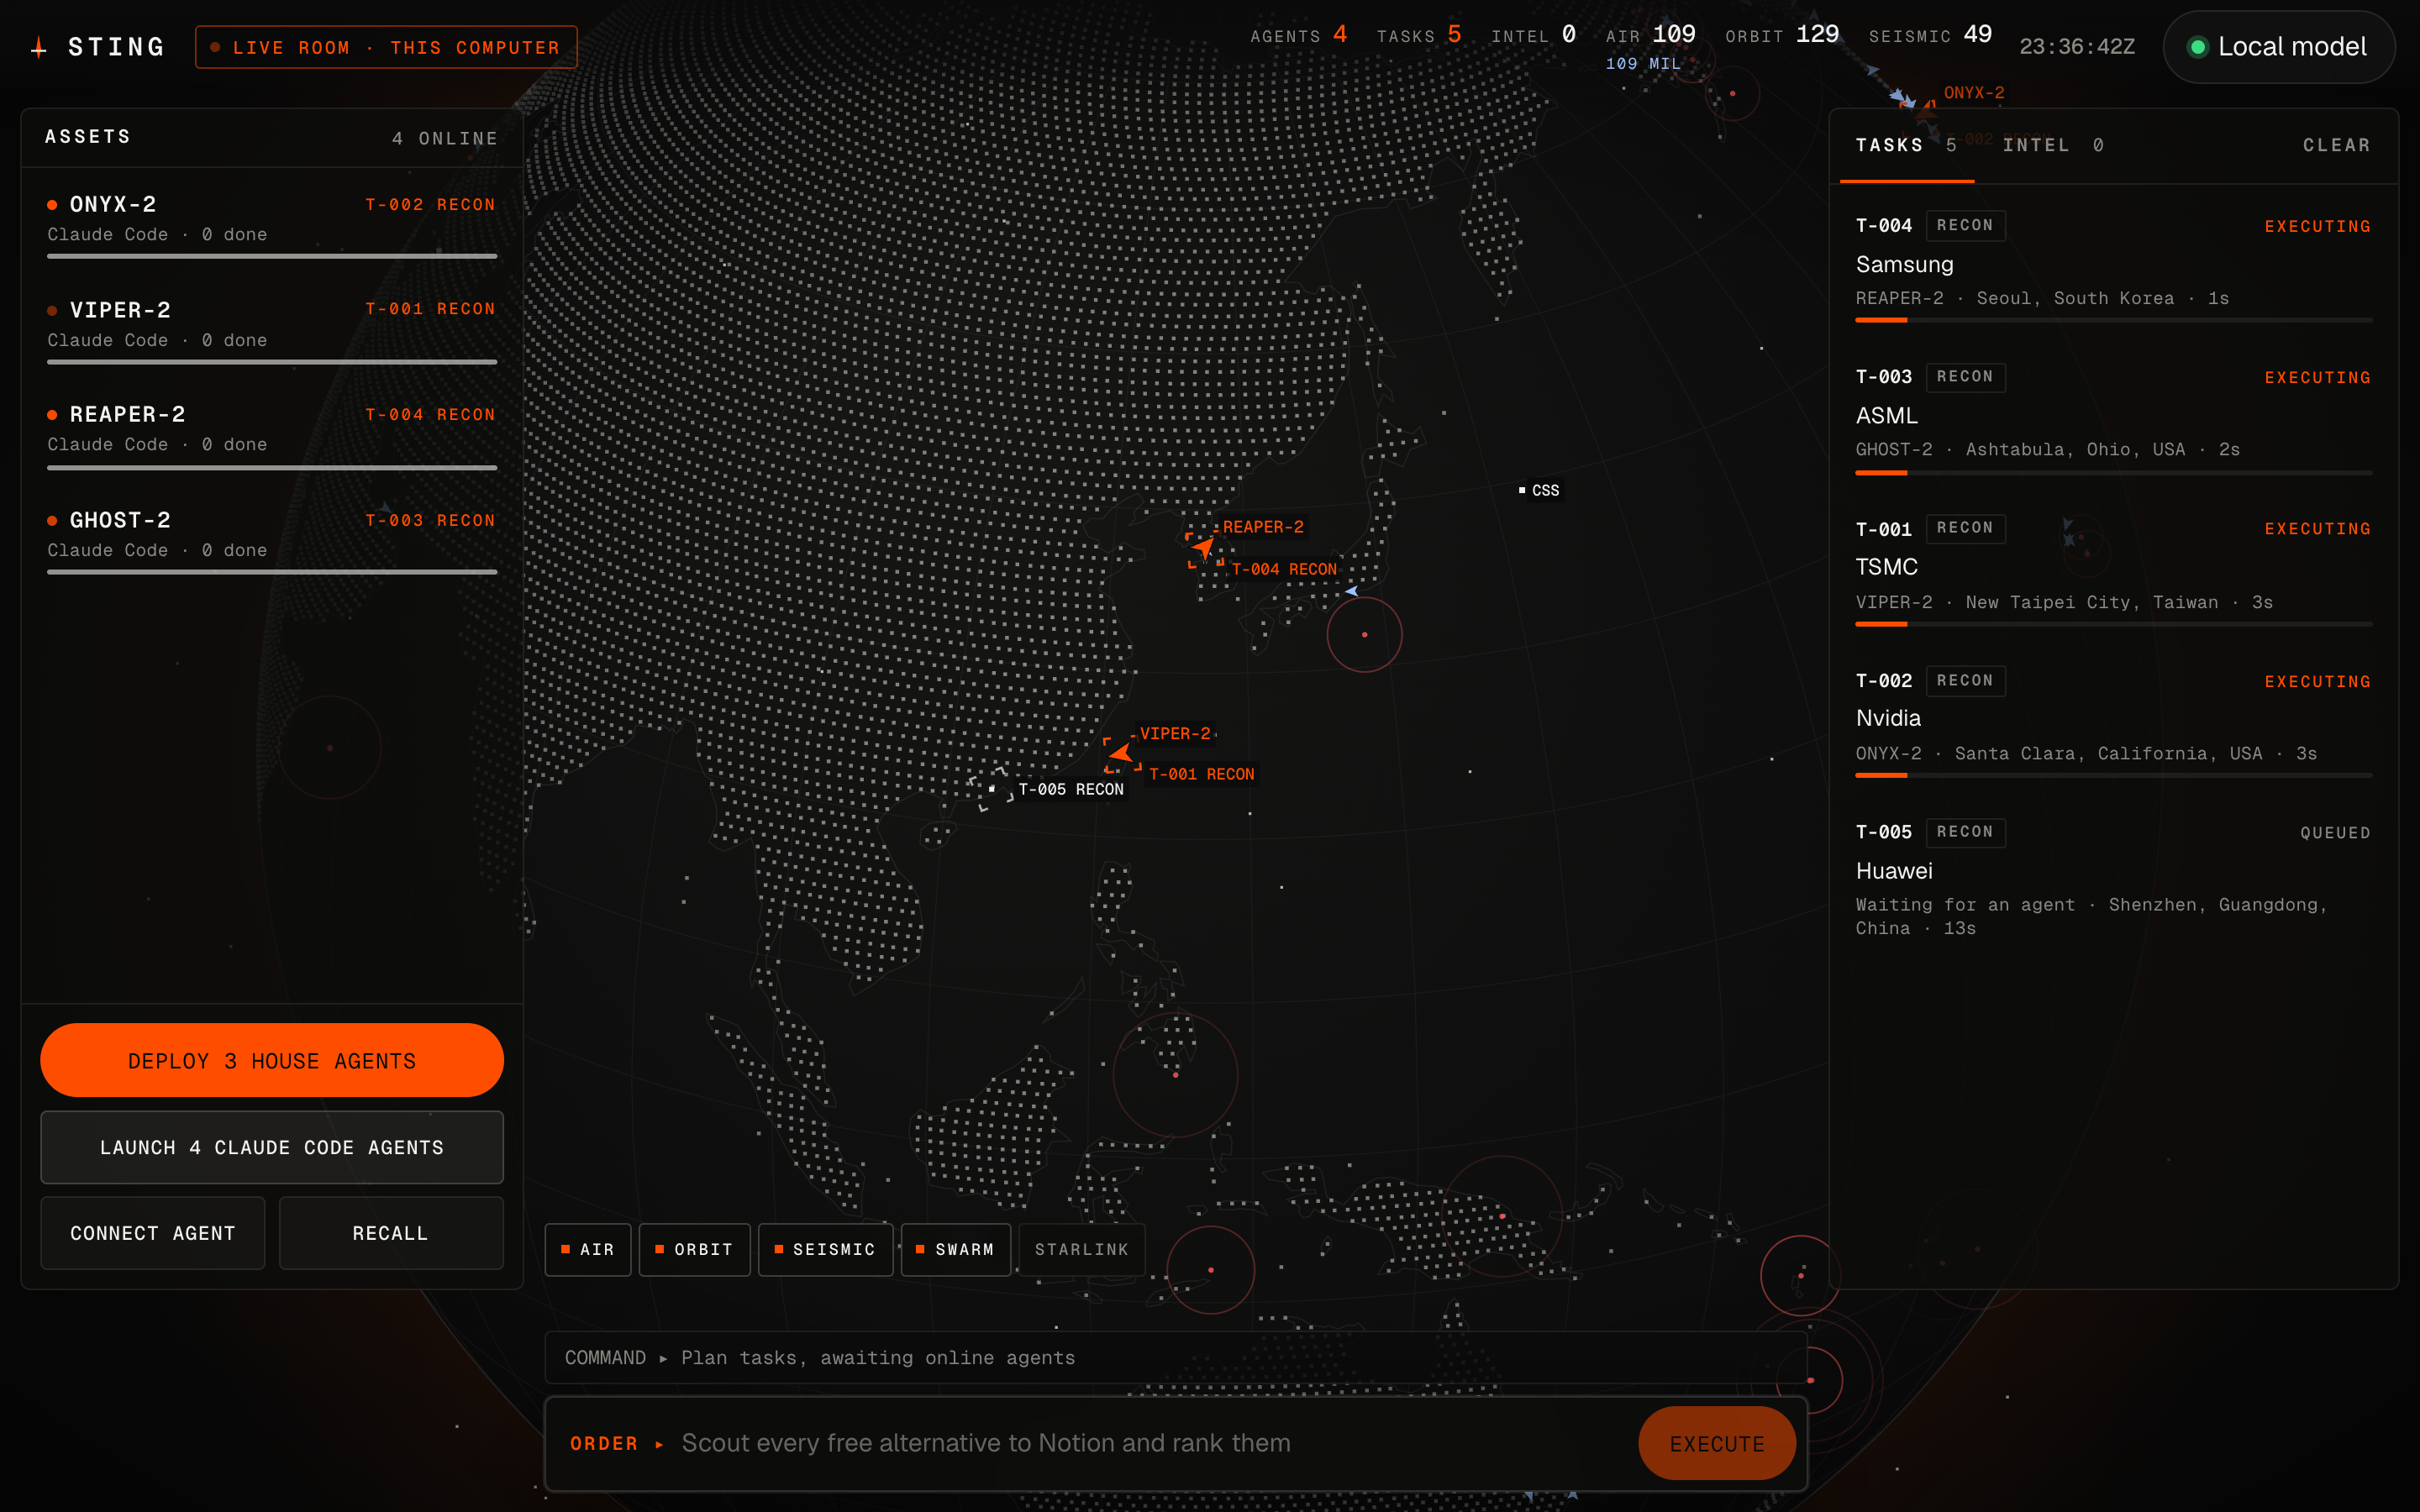 STING
LIVE ROOM · THIS COMPUTER
AGENTS 4
TASKS 5
INTEL 0
AIR 109
109 MIL
ORBIT 129
SEISMIC 49
23:36:42Z
Local model
ASSETS
4 ONLINE
ONYX-2
T-002 RECON
Claude Code · 0 done
VIPER-2
T-001 RECON
Claude Code · 0 done
REAPER-2
T-004 RECON
Claude Code · 0 done
GHOST-2
T-003 RECON
Claude Code · 0 done
DEPLOY 3 HOUSE AGENTS
LAUNCH 4 CLAUDE CODE AGENTS
CONNECT AGENT
RECALL
ONYX-2
T-002 RECON
CSS
REAPER-2
T-004 RECON
VIPER-2
T-001 RECON
T-005 RECON
AIR
ORBIT
SEISMIC
SWARM
STARLINK
COMMAND ▸ Plan tasks, awaiting online agents
ORDER ▸ Scout every free alternative to Notion and rank them
EXECUTE
TASKS 5
INTEL 0
CLEAR
T-004 RECON EXECUTING
Samsung
REAPER-2 · Seoul, South Korea · 1s
T-003 RECON EXECUTING
ASML
GHOST-2 · Ashtabula, Ohio, USA · 2s
T-001 RECON EXECUTING
TSMC
VIPER-2 · New Taipei City, Taiwan · 3s
T-002 RECON EXECUTING
Nvidia
ONYX-2 · Santa Clara, California, USA · 3s
T-005 RECON QUEUED
Huawei
Waiting for an agent · Shenzhen, Guangdong,
China · 13s